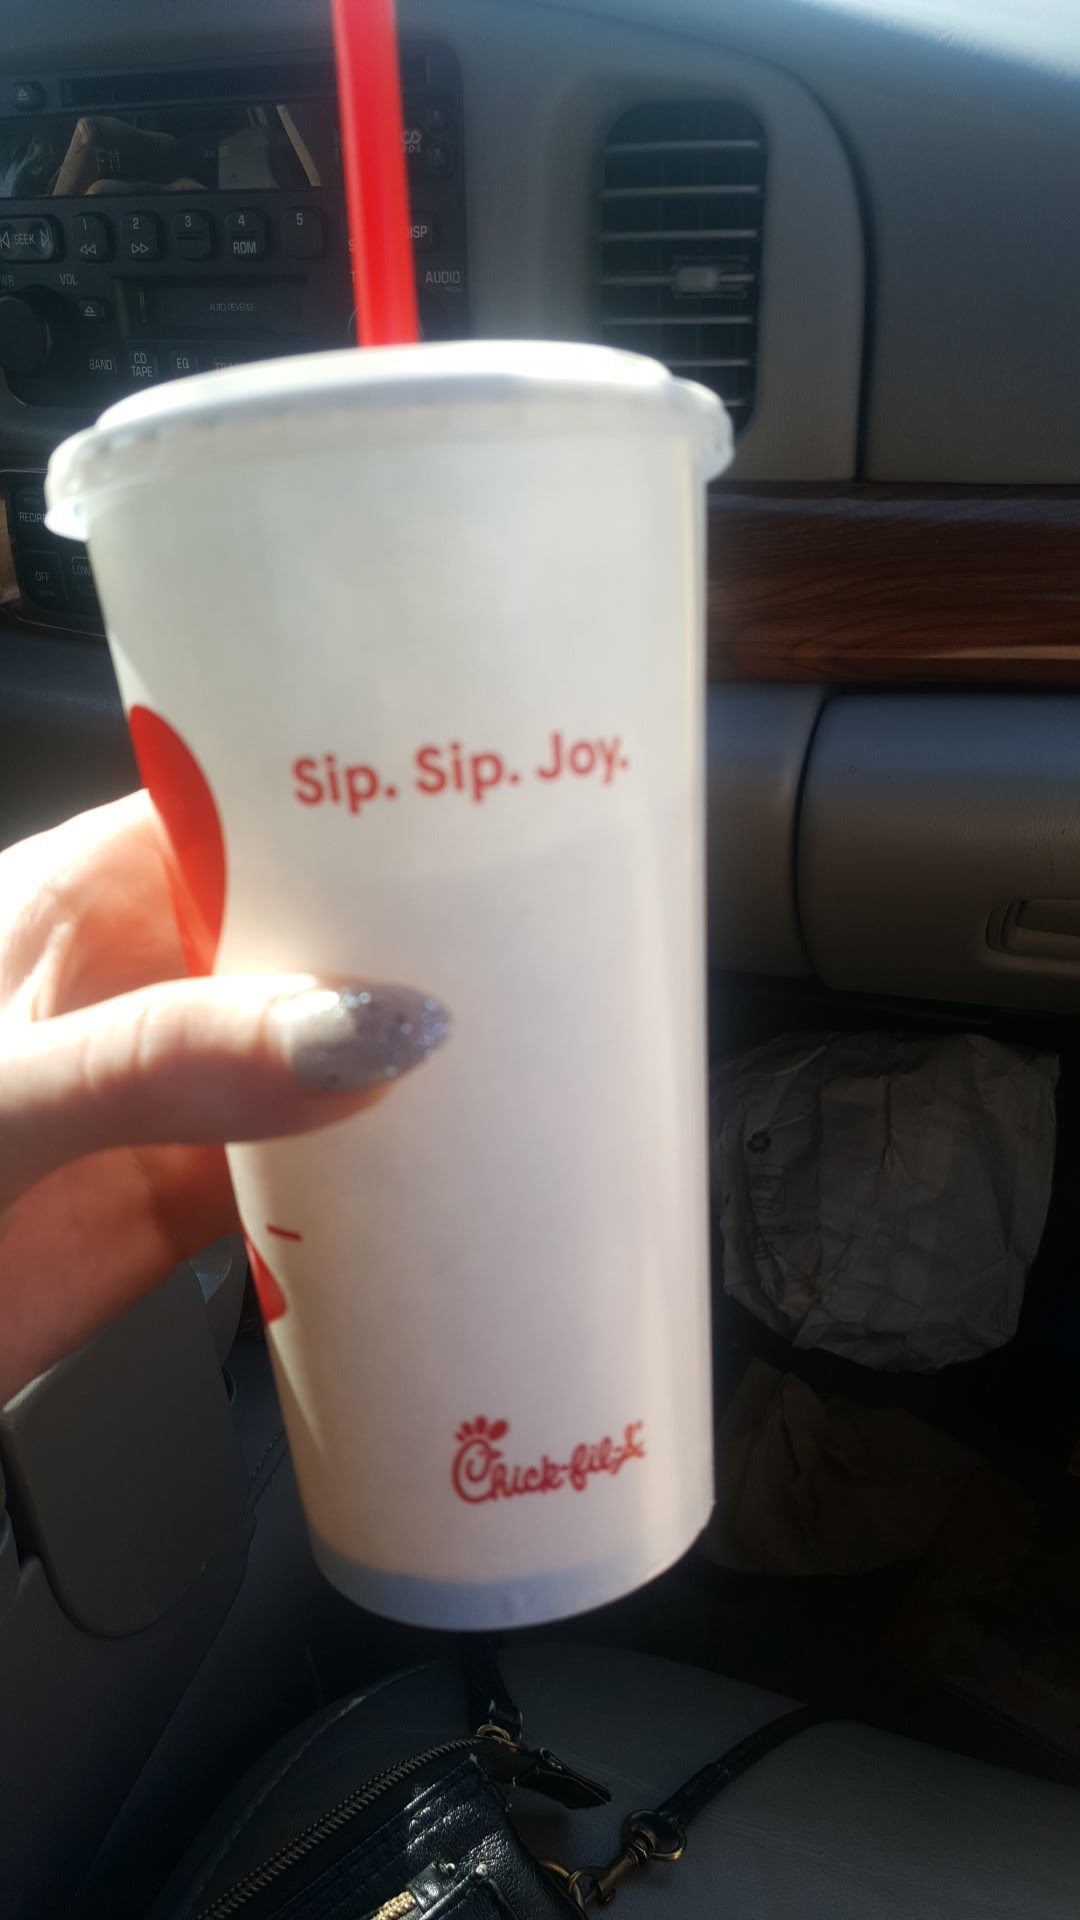 FM
SEEK
1
2
3
4
5
RDM
DISP
VOL
AUDIO
AUTO REVERSE
BAND
CD
TAPE
EQ
OFF
LOW
Sip. Sip. Joy.
Chick-fil-A